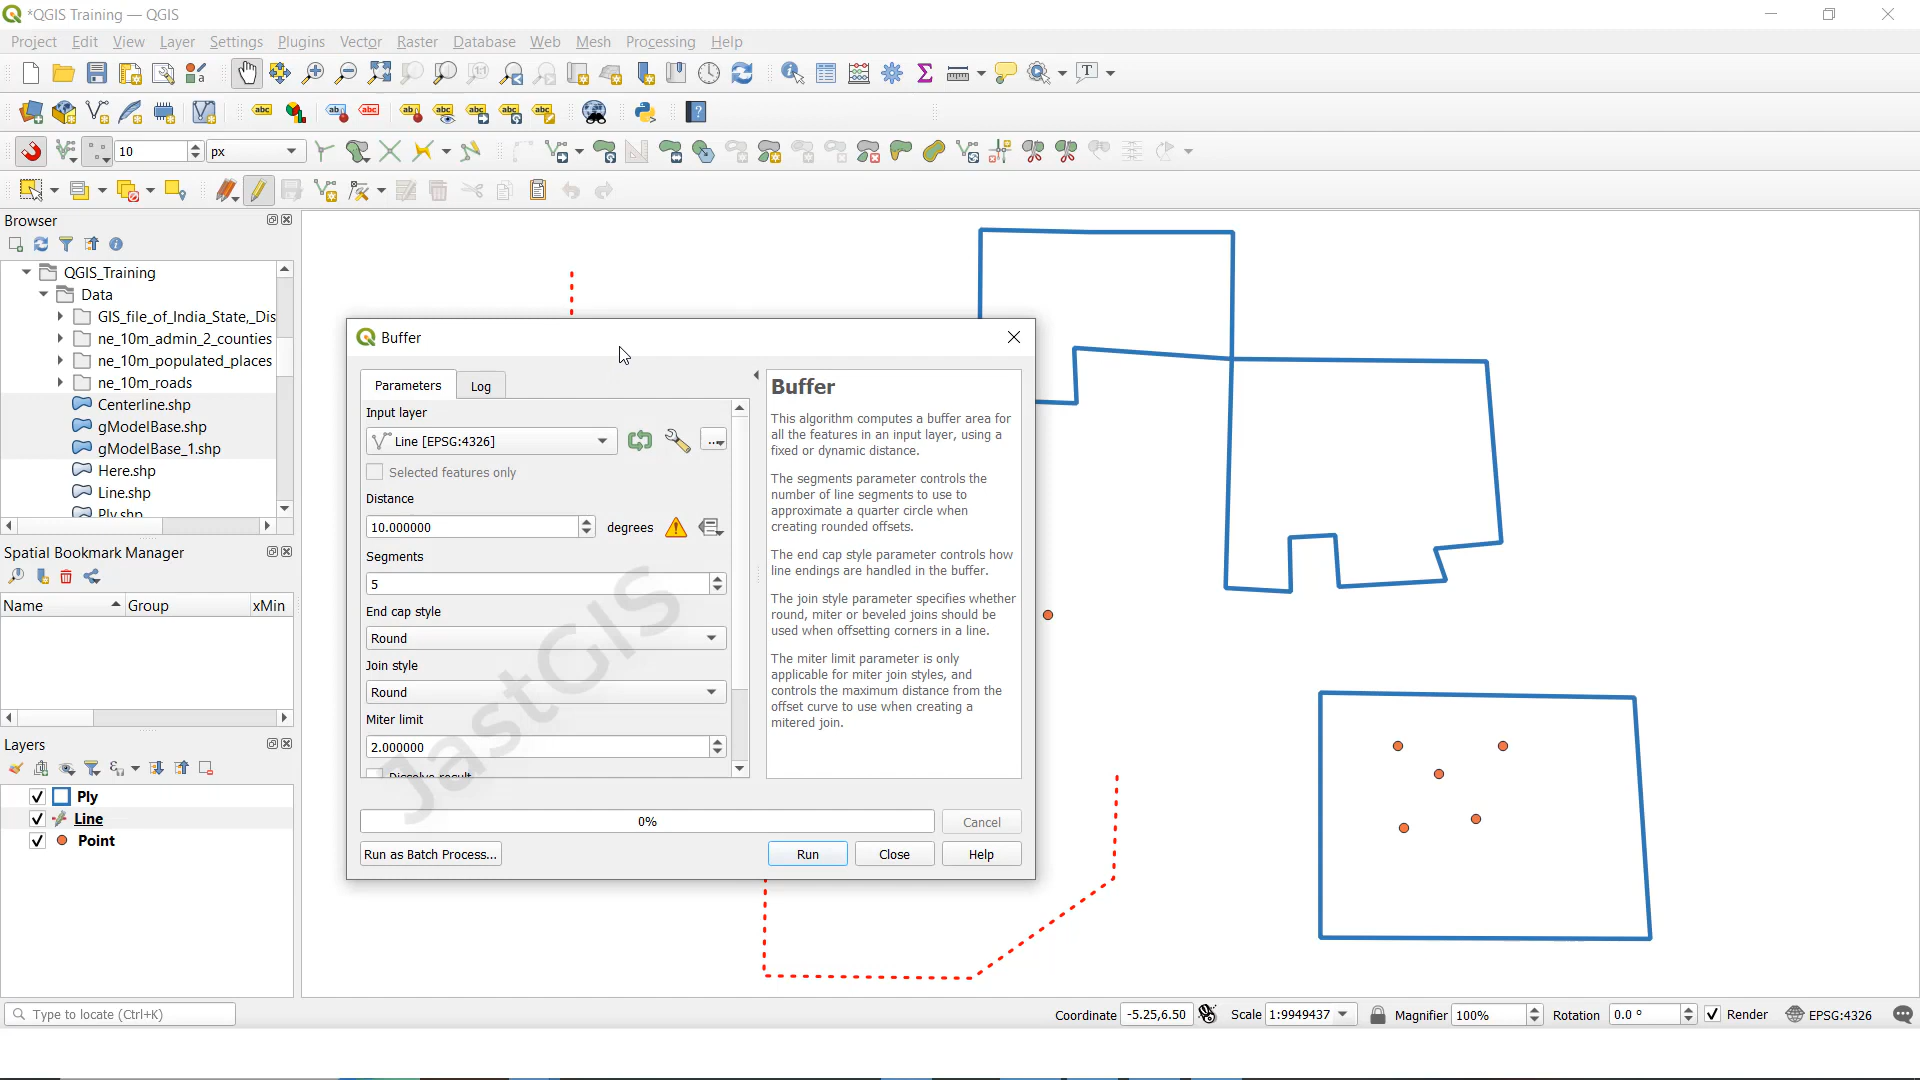 *QGIS Training — QGIS
Project Edit View Layer Settings Plugins Vector Raster Database Web Mesh Processing Help
10 px
Browser
QGIS_Training
Data
GIS_file_of_India_State,_Dis
ne_10m_admin_2_counties
ne_10m_populated_places
ne_10m_roads
Centerline.shp
gModelBase.shp
gModelBase_1.shp
Here.shp
Line.shp
Ply.shp
Spatial Bookmark Manager
Name Group xMin
Layers
Ply
Line
Point
Buffer
Parameters Log
Input layer
Line [EPSG:4326]
Selected features only
Distance
10.000000 degrees
Segments
5
End cap style
Round
Join style
Round
Miter limit
2.000000
Dissolve result
JastGIS
Buffer
This algorithm computes a buffer area for
all the features in an input layer, using a
fixed or dynamic distance.
The segments parameter controls the
number of line segments to use to
approximate a quarter circle when
creating rounded offsets.
The end cap style parameter controls how
line endings are handled in the buffer.
The join style parameter specifies whether
round, miter or beveled joins should be
used when offsetting corners in a line.
The miter limit parameter is only
applicable for miter join styles, and
controls the maximum distance from the
offset curve to use when creating a
mitered join.
0% Cancel
Run as Batch Process... Run Close Help
Type to locate (Ctrl+K) Coordinate -5.25,6.50 Scale 1:9949437 Magnifier 100% Rotation 0.0 ° Render EPSG:4326